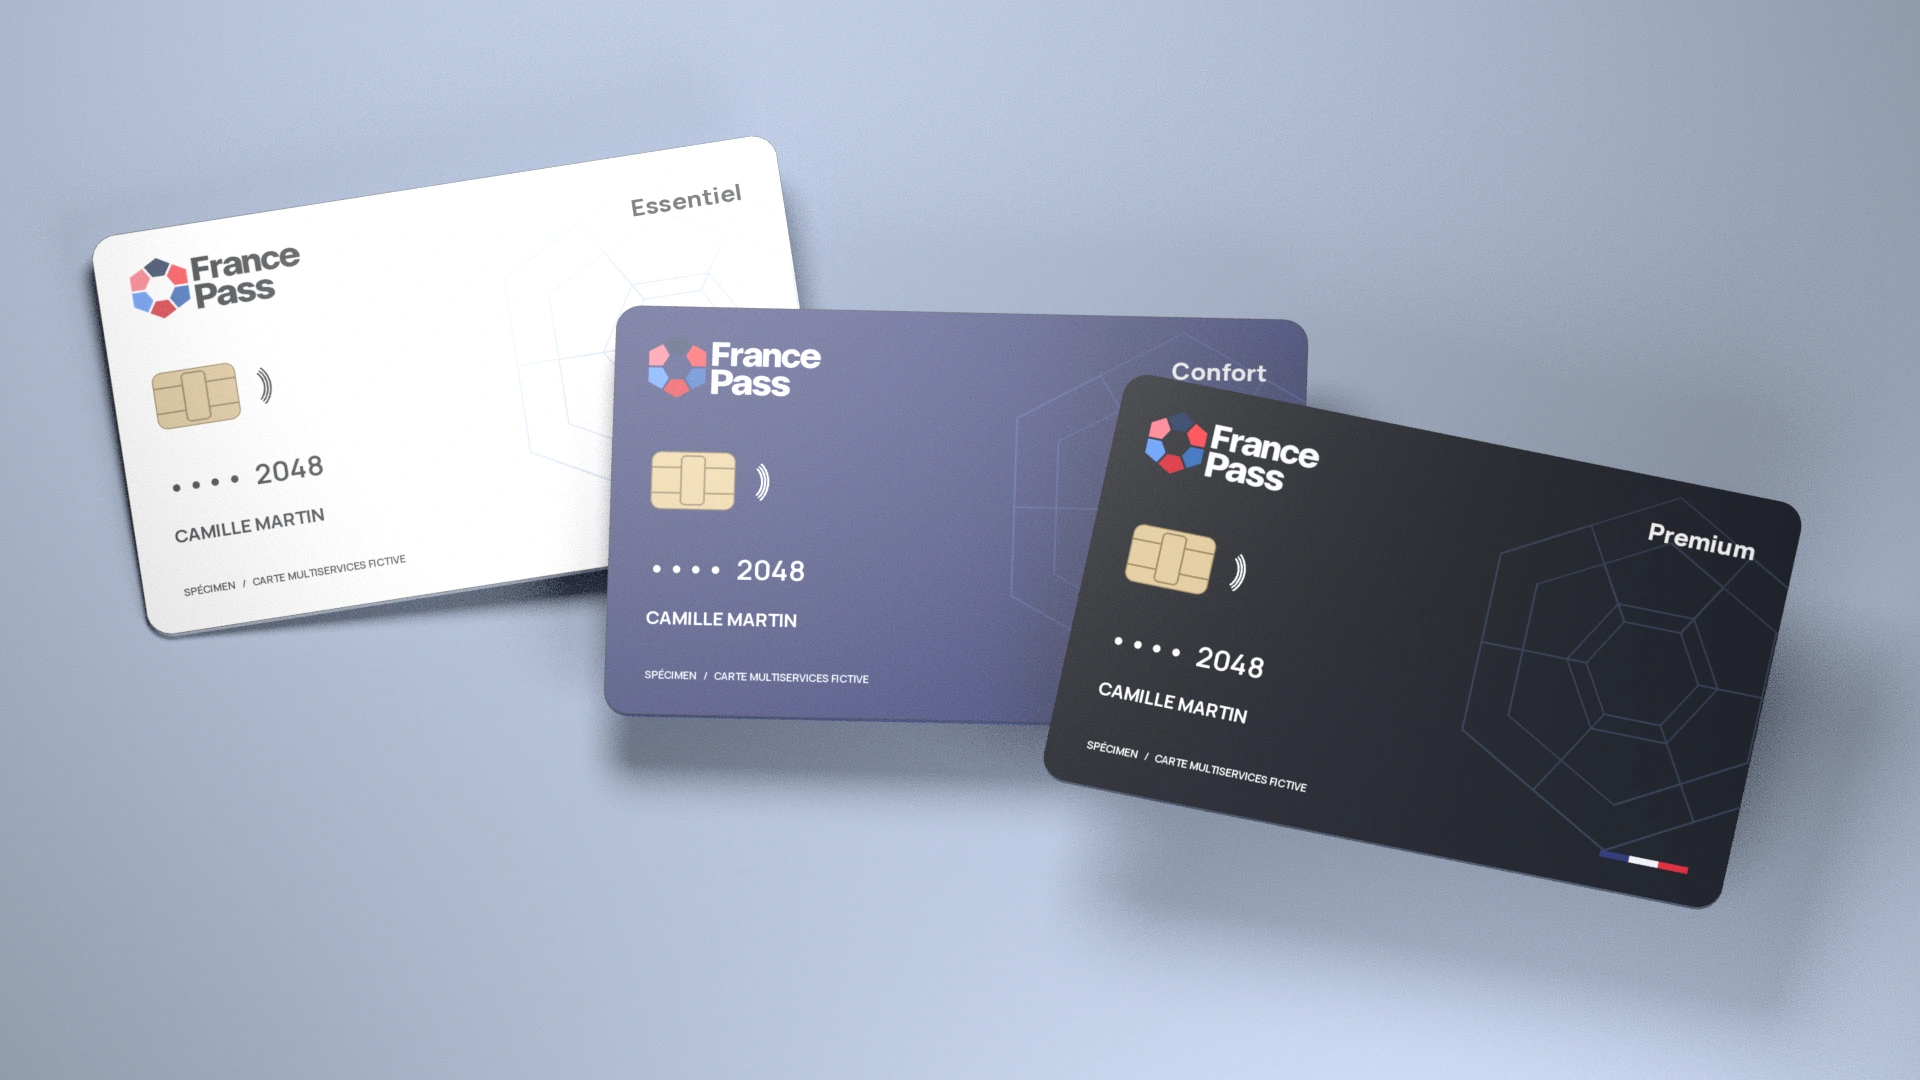 Essentiel
France
Pass
•••• 2048
CAMILLE MARTIN
SPÉCIMEN / CARTE MULTISERVICES FICTIVE
Confort
France
Pass
•••• 2048
CAMILLE MARTIN
SPÉCIMEN / CARTE MULTISERVICES FICTIVE
Premium
France
Pass
•••• 2048
CAMILLE MARTIN
SPÉCIMEN / CARTE MULTISERVICES FICTIVE